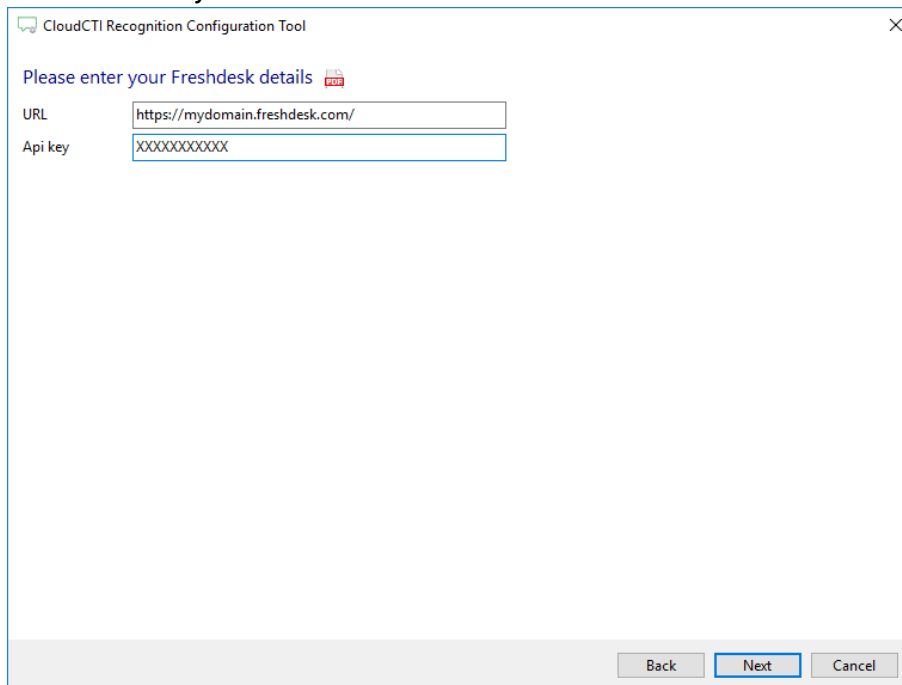 CloudCTI Recognition Configuration Tool
Please enter your Freshdesk details PDF
URL https://mydomain.freshdesk.com/
Api key XXXXXXXXXXX
Back Next Cancel